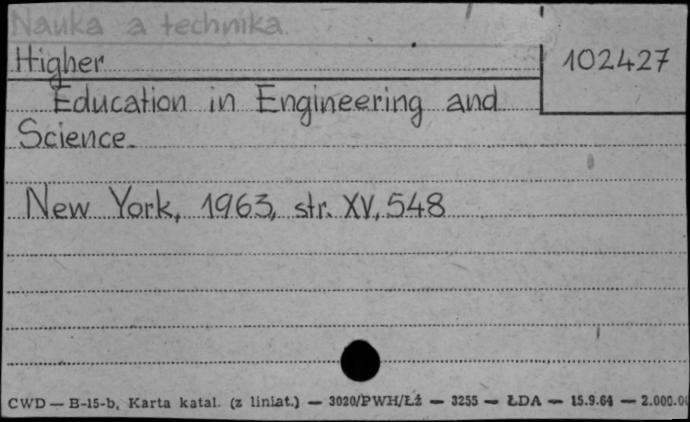 Nauka a technika
Higher
102427
Education in Engineering and
Science.
New York, 1963, str. XV, 548
CWD — B-15-b, Karta katal. (z liniat.) — 3020/PWH/Łź — 3255 — ŁDA — 15.9.64 — 2.000.00